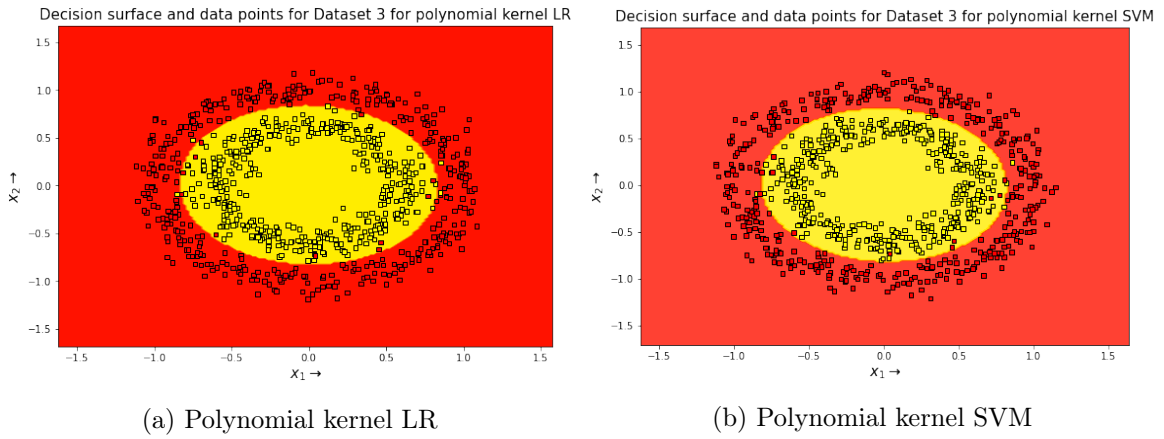 Decision surface and data points for Dataset 3 for polynomial kernel LR
1.5
1.0
0.5
0.0
−0.5
−1.0
−1.5
x₂ →
−1.5 −1.0 −0.5 0.0 0.5 1.0 1.5
x₁ →
(a) Polynomial kernel LR
Decision surface and data points for Dataset 3 for polynomial kernel SVM
1.5
1.0
0.5
0.0
−0.5
−1.0
−1.5
x₂ →
−1.5 −1.0 −0.5 0.0 0.5 1.0 1.5
x₁ →
(b) Polynomial kernel SVM